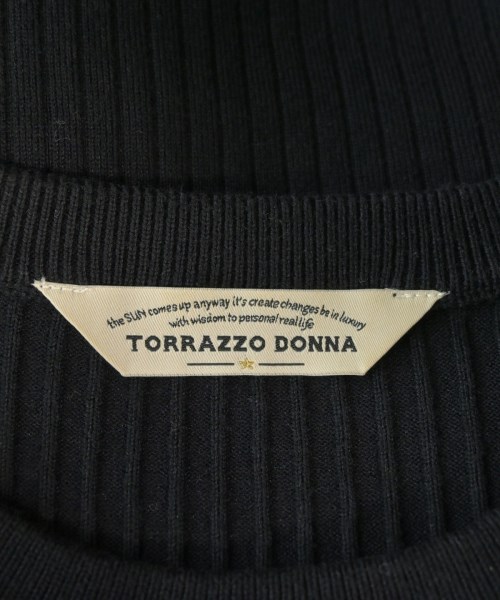 the SUN comes up anyway it's create changes be in luxury
with wisdom to personal real life
TORRAZZO DONNA